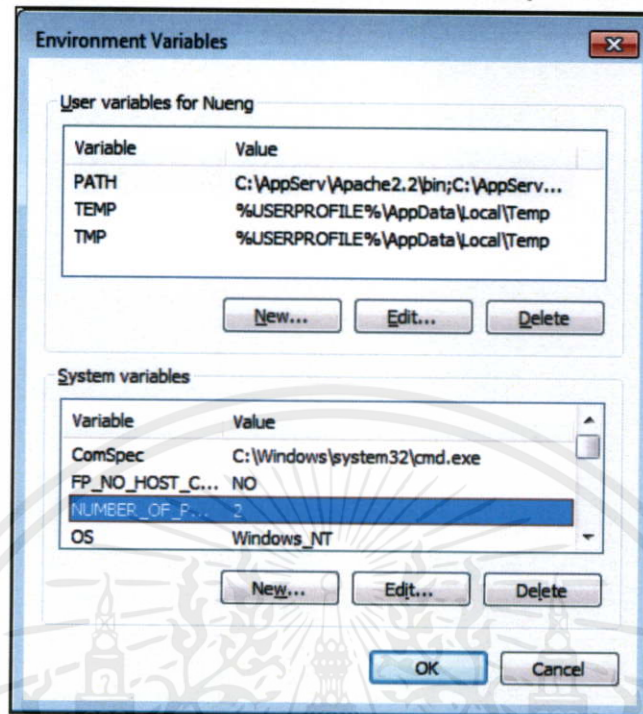 Environment Variables
User variables for Nueng
Variable Value
PATH C:\AppServ\Apache2.2\bin;C:\AppServ...
TEMP %USERPROFILE%\AppData\Local\Temp
TMP %USERPROFILE%\AppData\Local\Temp
New... Edit... Delete
System variables
Variable Value
ComSpec C:\Windows\system32\cmd.exe
FP_NO_HOST_C... NO
NUMBER_OF_P... 2
OS Windows_NT
New... Edit... Delete
OK Cancel